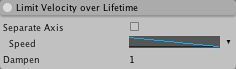 Limit Velocity over Lifetime
Separate Axis
Speed
Dampen 1